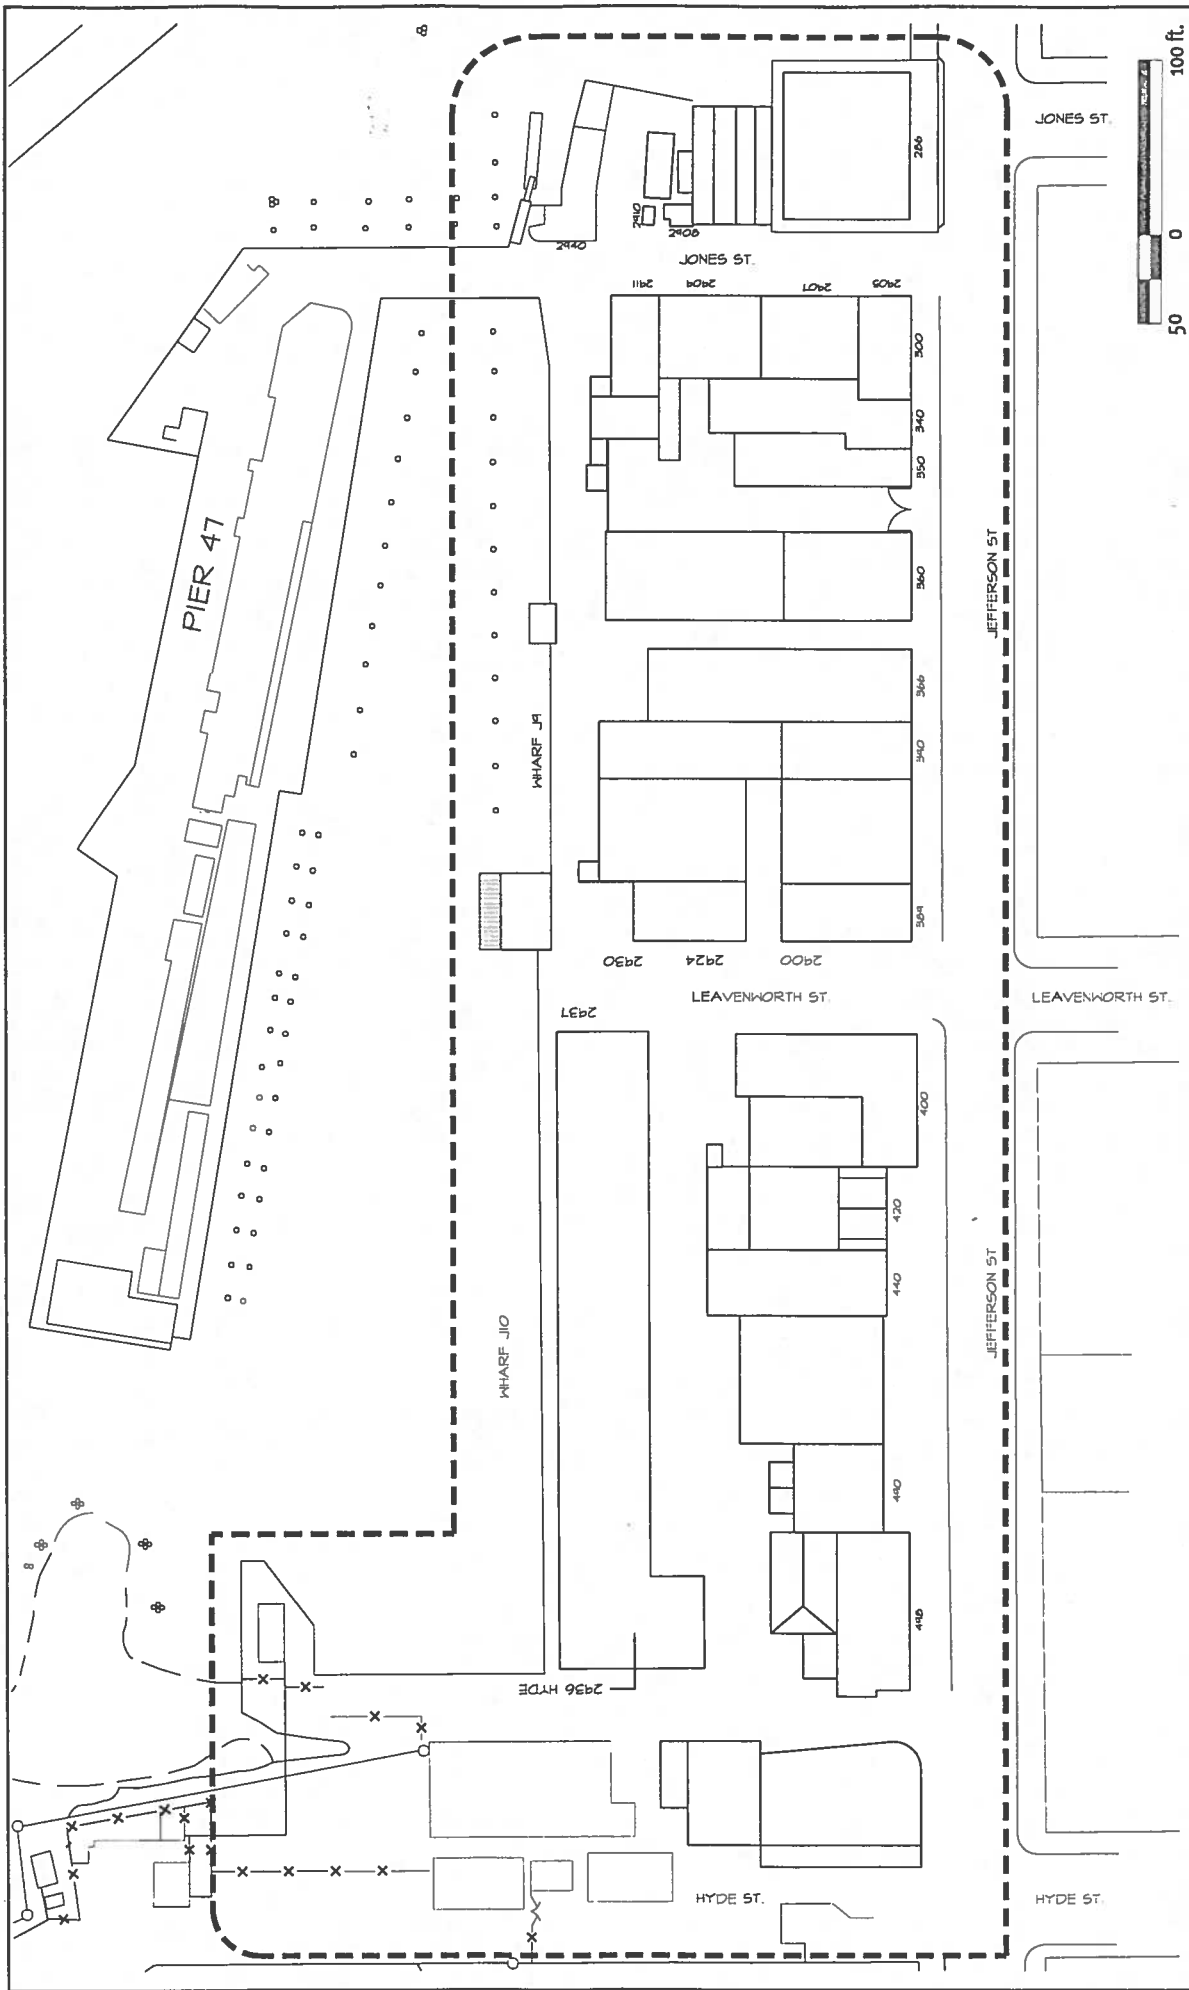 JONES ST.
100 ft.
0
50
286
2910
2908
2940
JONES ST.
2911
2909
2907
2905
300
340
350
PIER 47
360
JEFFERSON ST
WHARF J9
366
390
389
2930
2924
2900
LEAVENWORTH ST.
LEAVENWORTH ST.
2937
400
420
440
JEFFERSON ST
WHARF J10
490
498
2936 HYDE
HYDE ST.
HYDE ST.